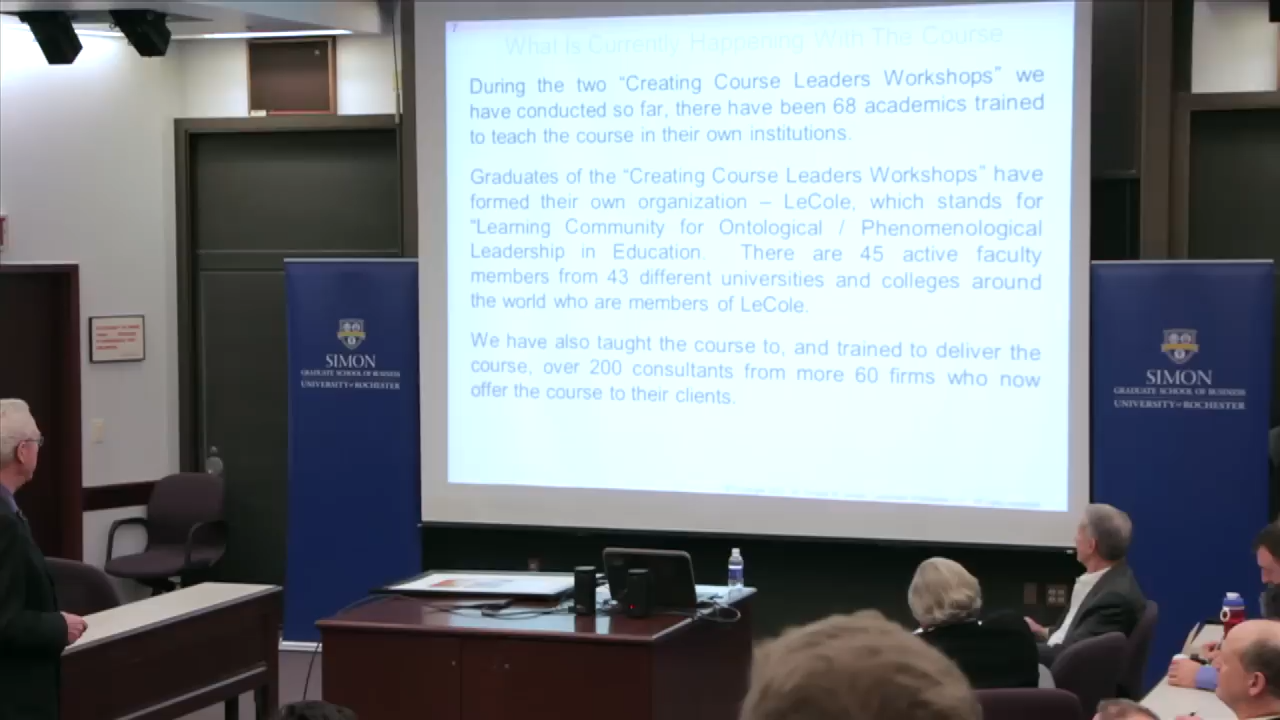 What Is Currently Happening With The Course
During the two “Creating Course Leaders Workshops” we
have conducted so far, there have been 68 academics trained
to teach the course in their own institutions.
Graduates of the “Creating Course Leaders Workshops” have
formed their own organization – LeCole, which stands for
“Learning Community for Ontological / Phenomenological
Leadership in Education. There are 45 active faculty
members from 43 different universities and colleges around
the world who are members of LeCole.
We have also taught the course to, and trained to deliver the
course, over 200 consultants from more 60 firms who now
offer the course to their clients.
SIMON
GRADUATE SCHOOL OF BUSINESS
UNIVERSITY of ROCHESTER
SIMON
GRADUATE SCHOOL OF BUSINESS
UNIVERSITY of ROCHESTER